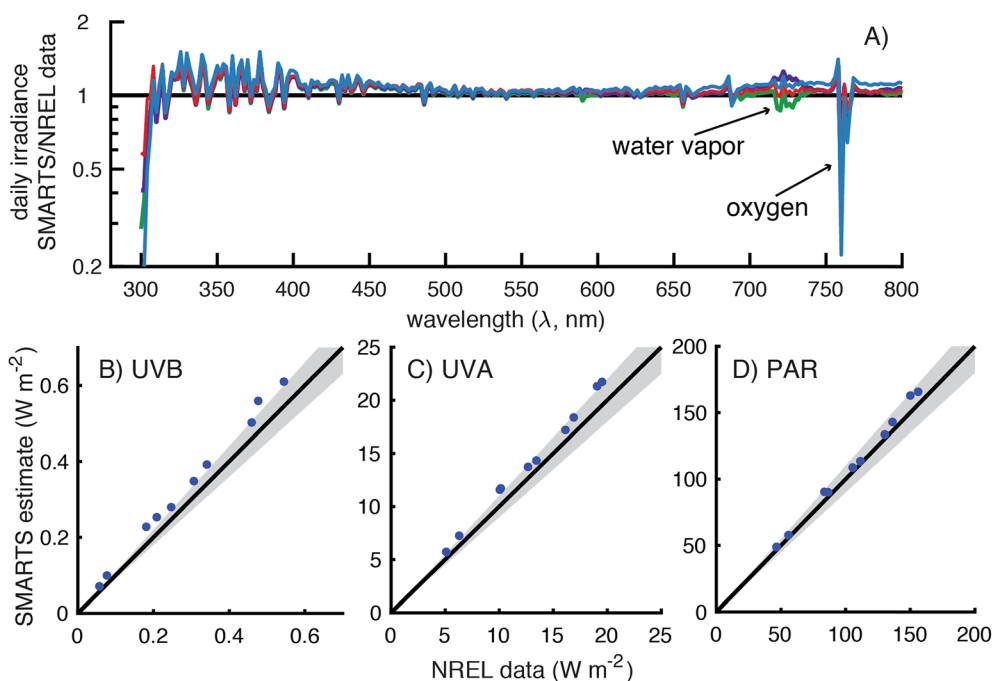 daily irradiance
SMARTS/NREL data
2
1
0.5
0.2
A)
water vapor
oxygen
300 350 400 450 500 550 600 650 700 750 800
wavelength (λ, nm)
SMARTS estimate (W m-2)
B) UVB
0.6
0.4
0.2
0
0 0.2 0.4 0.6
C) UVA
25
20
15
10
5
0
0 5 10 15 20 25
D) PAR
200
150
100
50
0
0 50 100 150 200
NREL data (W m-2)